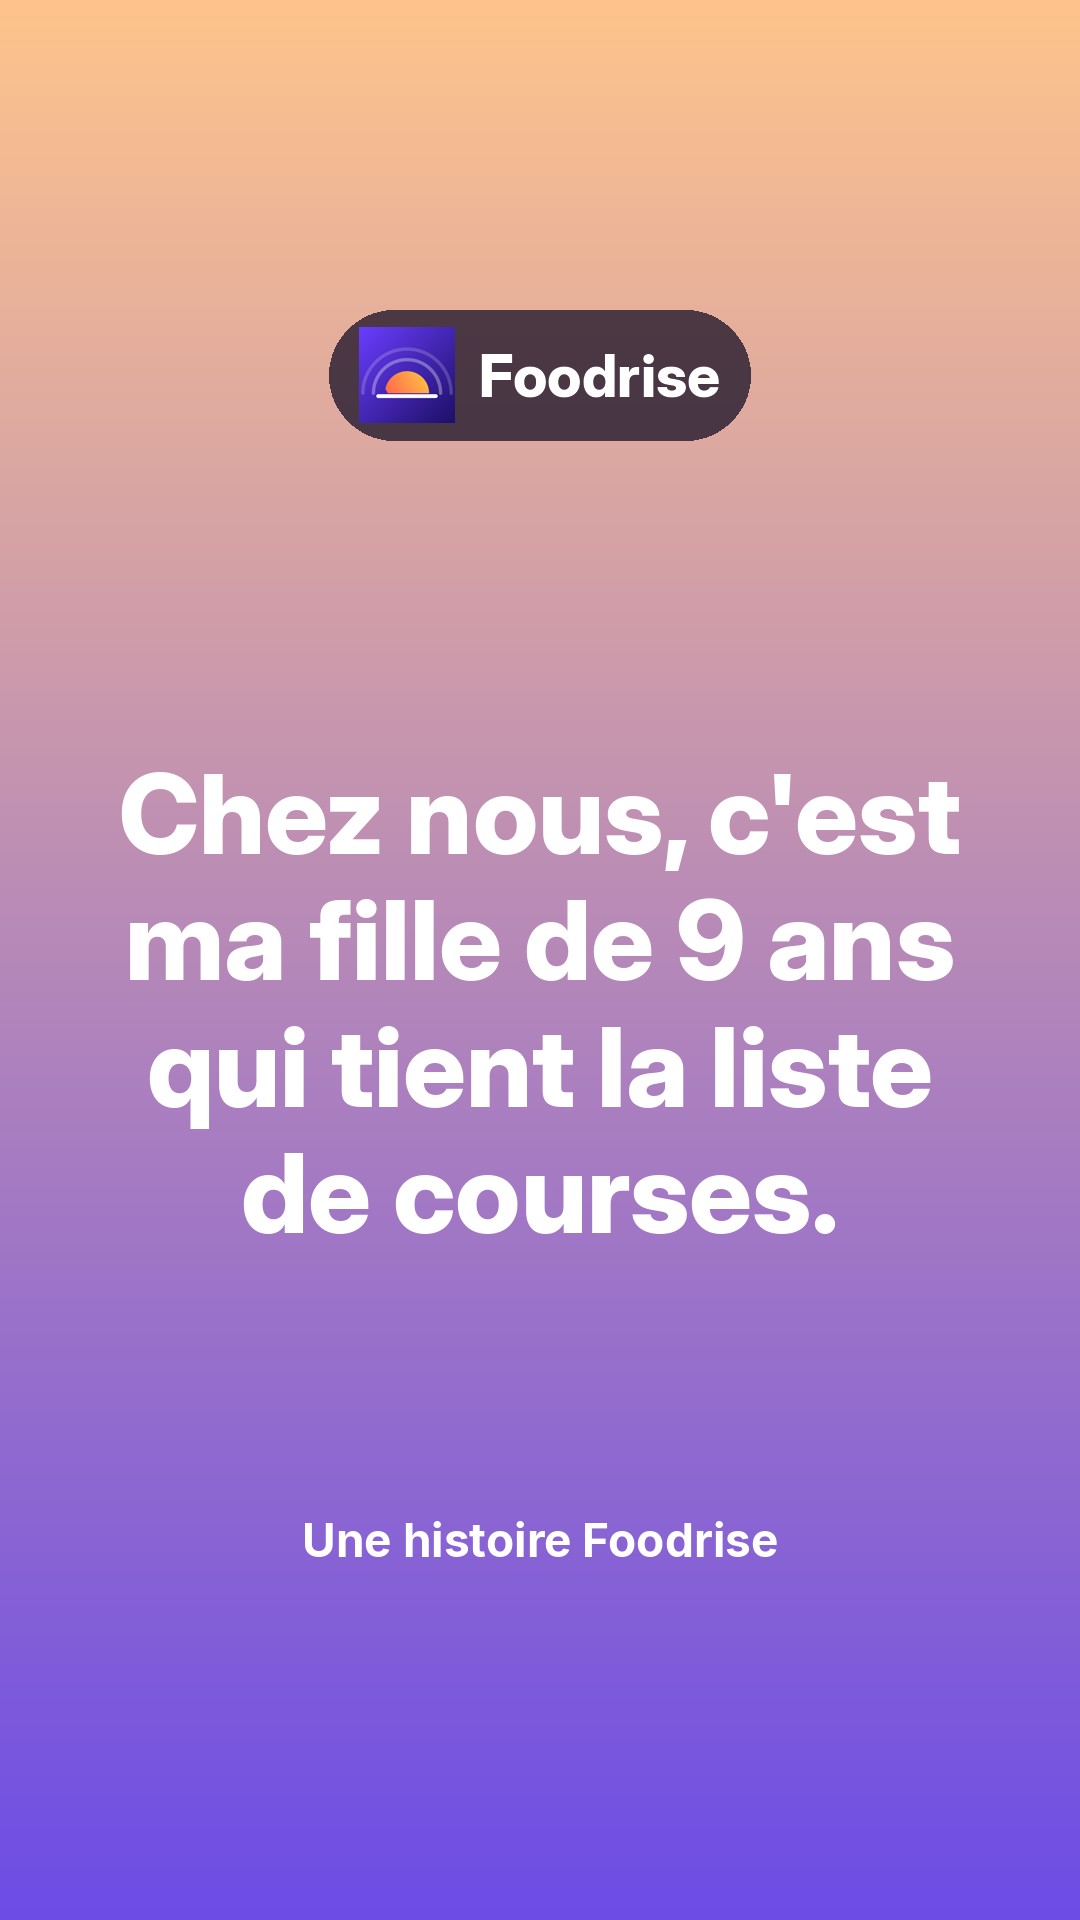 Foodrise
Chez nous, c'est
ma fille de 9 ans
qui tient la liste
de courses.
Une histoire Foodrise